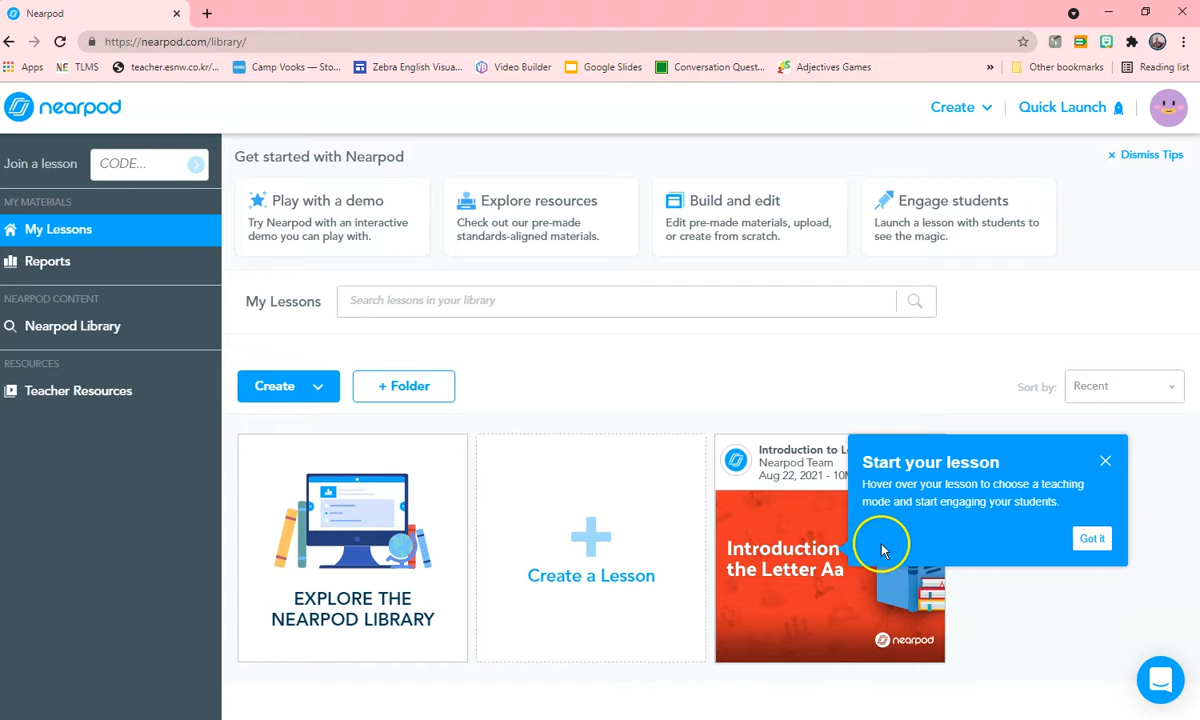 Nearpod
https://nearpod.com/library/
Apps
TLMS
teacher.esnw.co.kr/...
Camp Vooks — Sto...
Zebra English Visua...
Video Builder
Google Slides
Conversation Quest...
Adjectives Games
»
Other bookmarks
Reading list
nearpod
Create
Quick Launch
Join a lesson
CODE...
MY MATERIALS
My Lessons
Reports
NEARPOD CONTENT
Nearpod Library
RESOURCES
Teacher Resources
Get started with Nearpod
× Dismiss Tips
Play with a demo
Try Nearpod with an interactive
demo you can play with.
Explore resources
Check out our pre-made
standards-aligned materials.
Build and edit
Edit pre-made materials, upload,
or create from scratch.
Engage students
Launch a lesson with students to
see the magic.
My Lessons
Search lessons in your library
Create
+ Folder
Sort by:
Recent
EXPLORE THE
NEARPOD LIBRARY
Create a Lesson
Introduction to L
Nearpod Team
Aug 22, 2021 - 10M
Introduction
the Letter Aa
nearpod
Start your lesson
Hover over your lesson to choose a teaching
mode and start engaging your students.
Got it